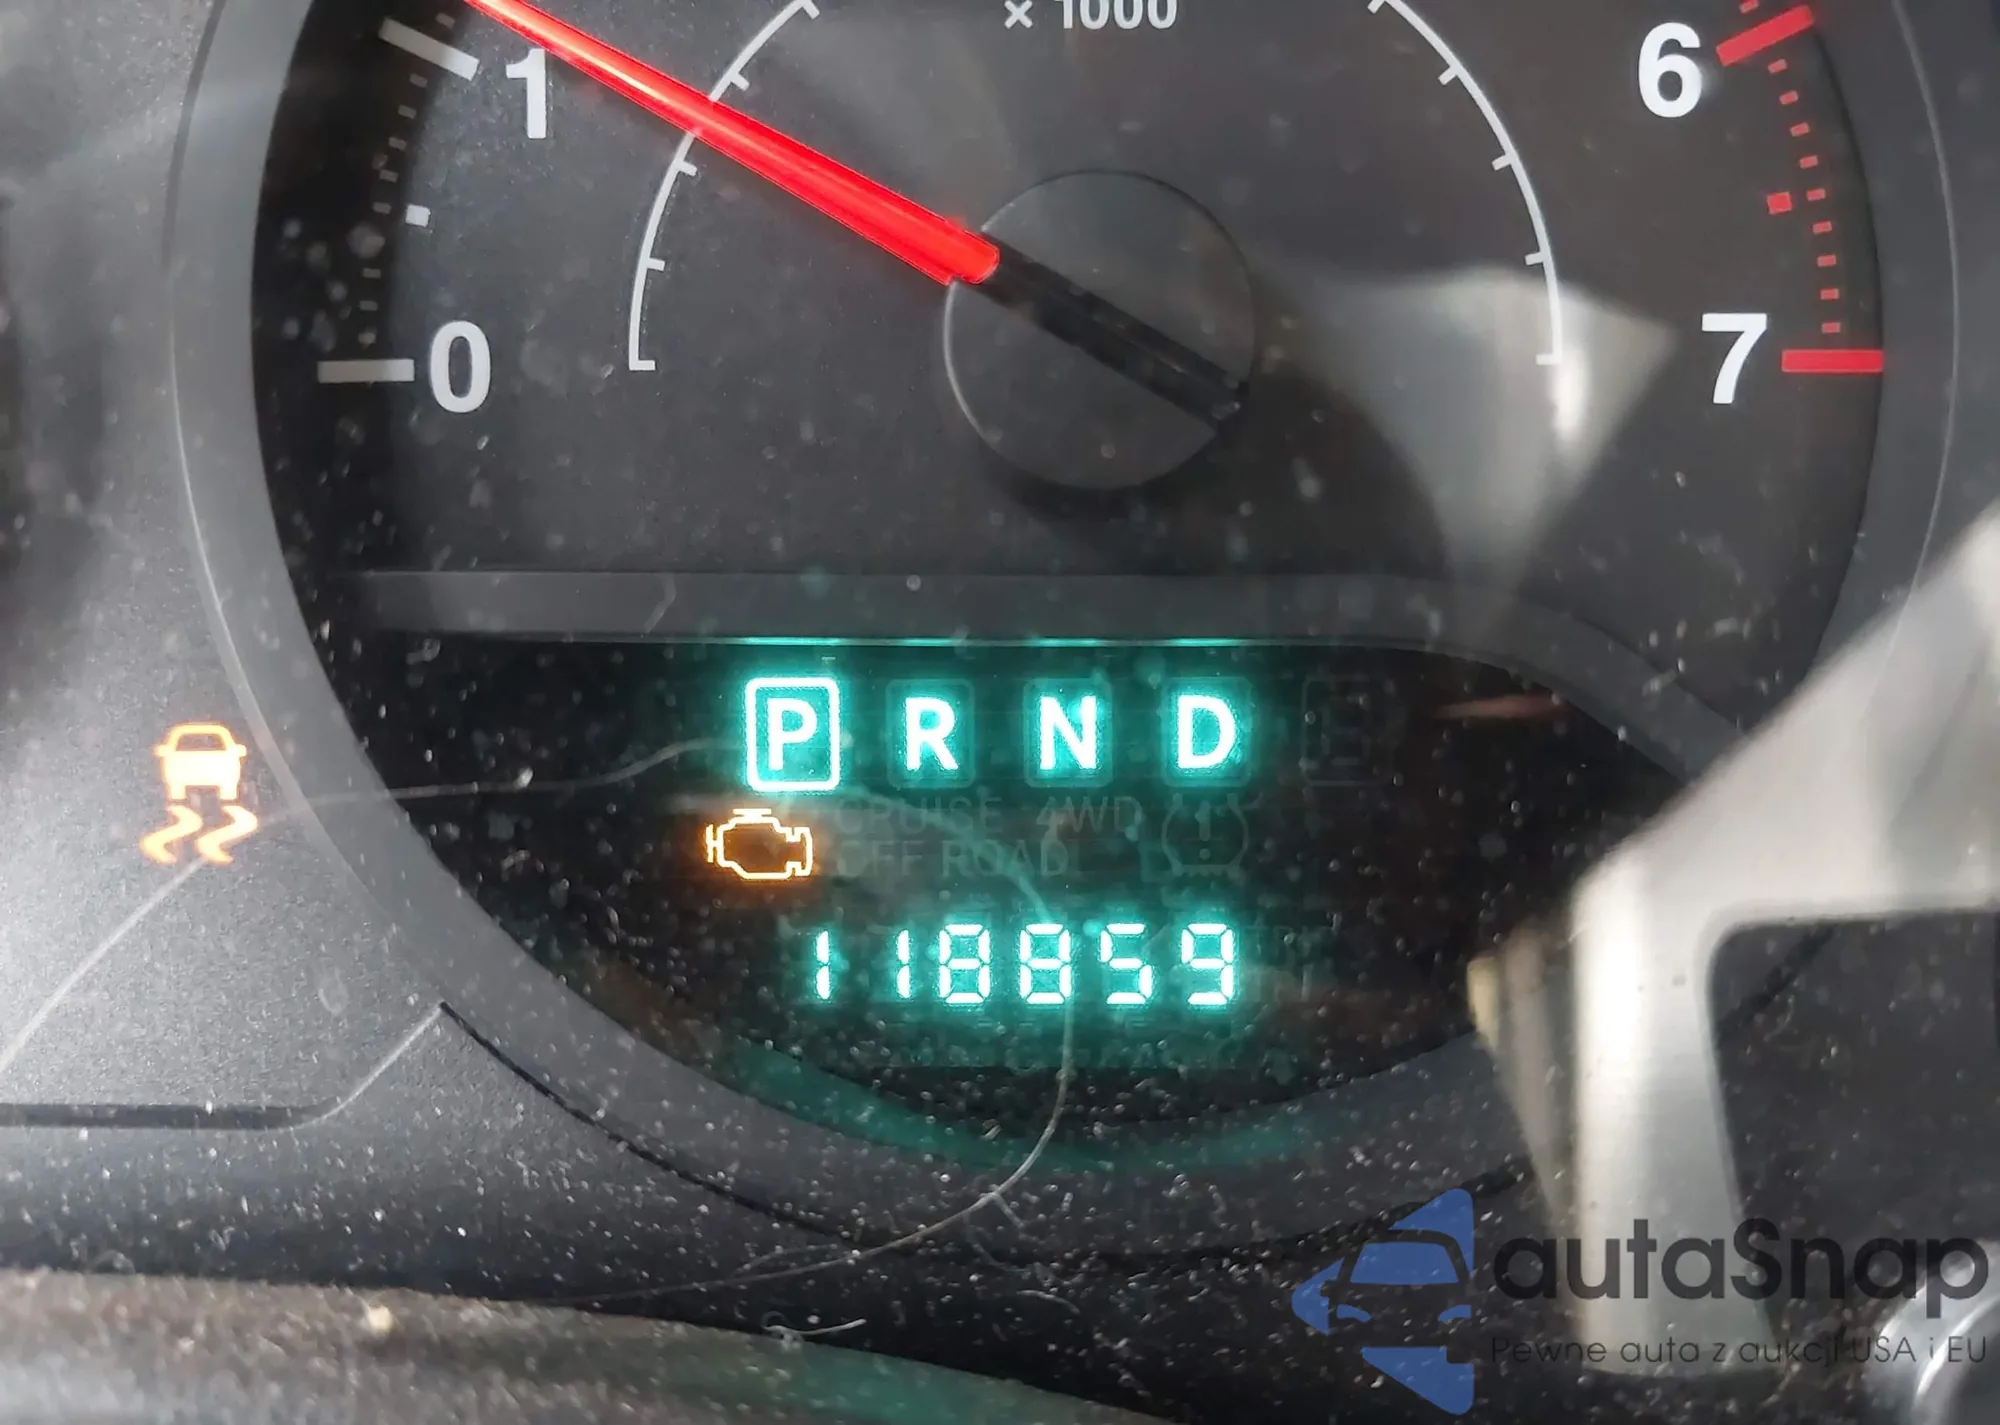 × 1000
1
6
0
7
P R N D
CRUISE 4WD
OFF ROAD
118859
autaSnap
Pewne auta z aukcji USA i EU